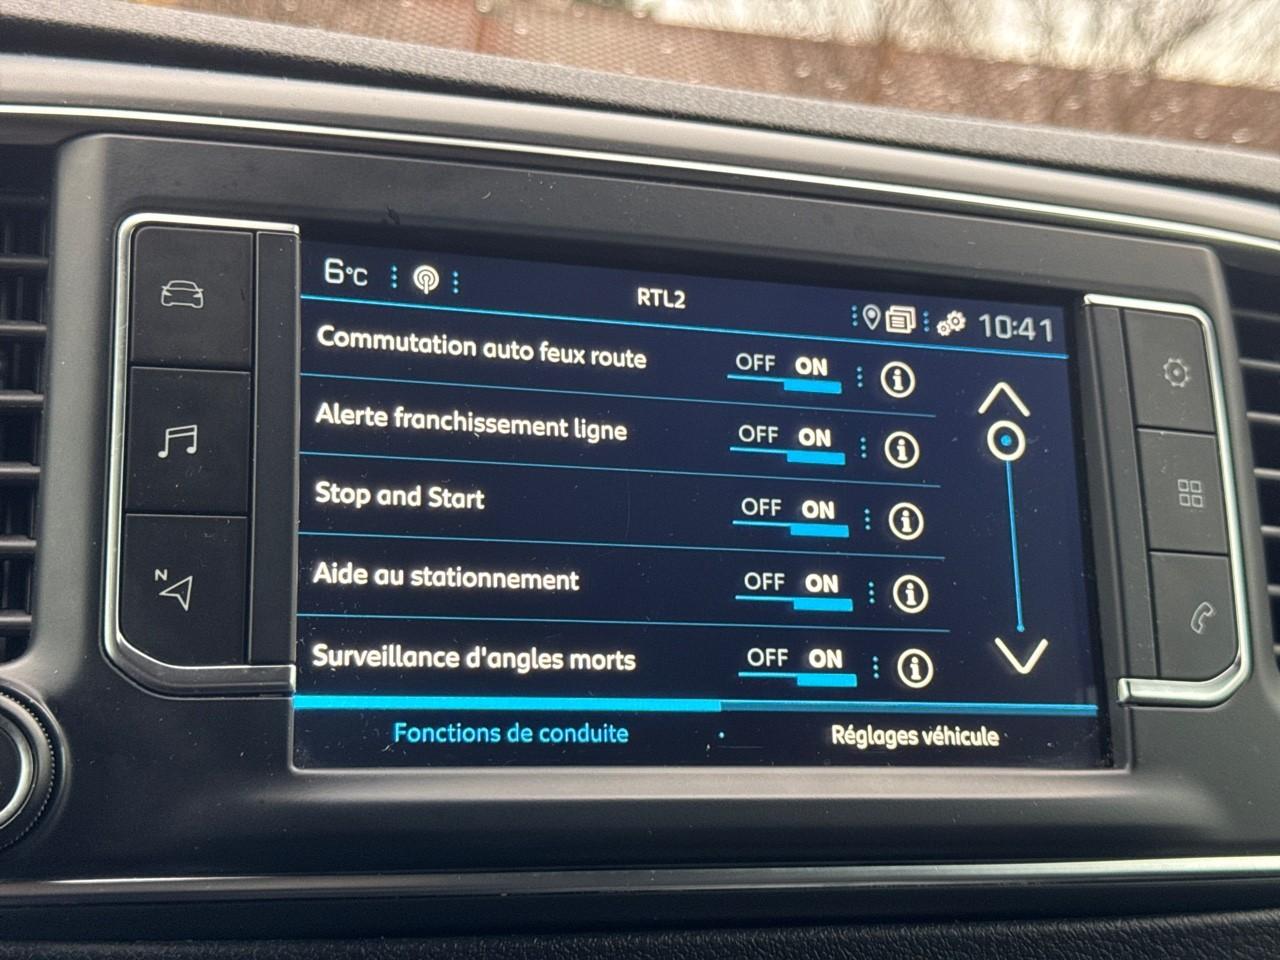 6°C RTL2 10:41
Commutation auto feux route OFF ON
Alerte franchissement ligne OFF ON
Stop and Start OFF ON
Aide au stationnement OFF ON
Surveillance d'angles morts OFF ON
Fonctions de conduite Réglages véhicule
N